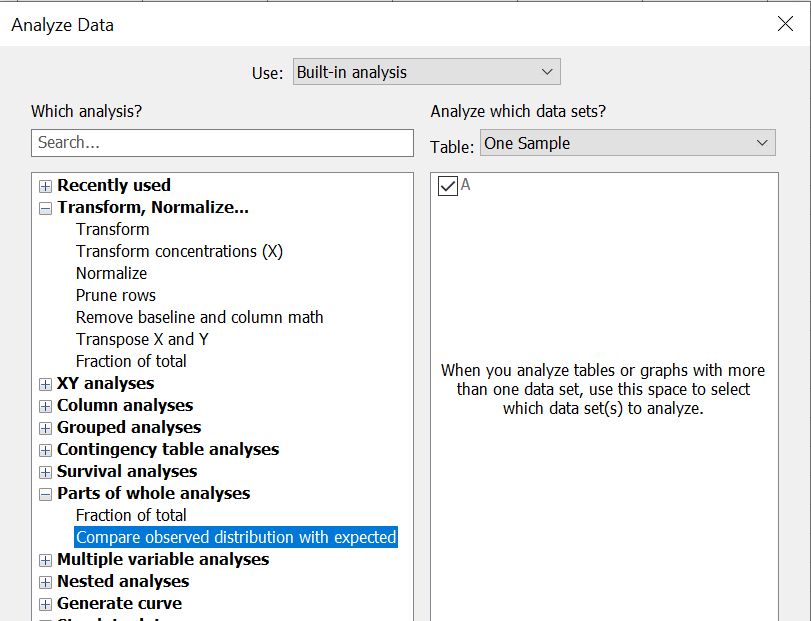 Analyze Data
Use: Built-in analysis
Which analysis?
Analyze which data sets?
Search...
Table: One Sample
Recently used
A
Transform, Normalize...
Transform
Transform concentrations (X)
Normalize
Prune rows
Remove baseline and column math
Transpose X and Y
Fraction of total
XY analyses
Column analyses
Grouped analyses
Contingency table analyses
Survival analyses
Parts of whole analyses
Fraction of total
Compare observed distribution with expected
Multiple variable analyses
Nested analyses
Generate curve
When you analyze tables or graphs with more
than one data set, use this space to select
which data set(s) to analyze.